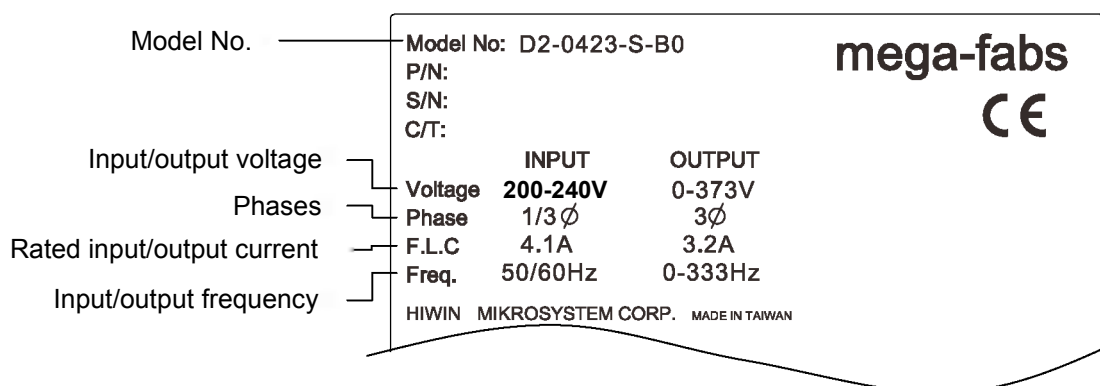 Model No.
Input/output voltage
Phases
Rated input/output current
Input/output frequency
Model No: D2-0423-S-B0
P/N:
S/N:
C/T:
mega-fabs
CE
INPUT OUTPUT
Voltage 200-240V 0-373V
Phase 1/3∅ 3∅
F.L.C 4.1A 3.2A
Freq. 50/60Hz 0-333Hz
HIWIN MIKROSYSTEM CORP. MADE IN TAIWAN